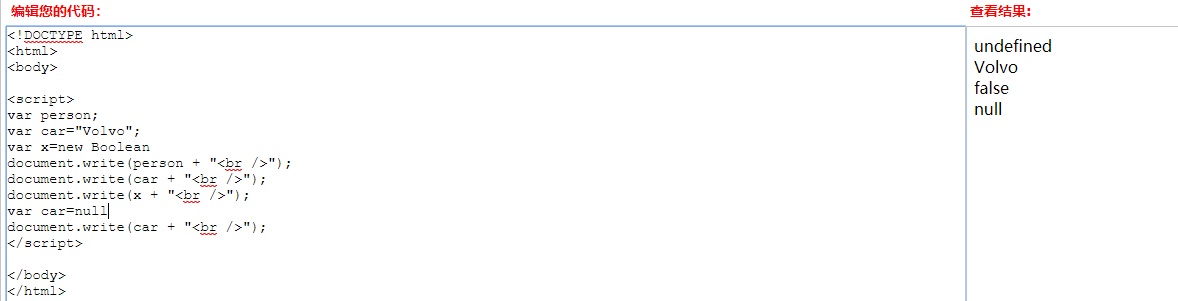 编辑您的代码：
查看结果:
<!DOCTYPE html>
<html>
<body>
<script>
var person;
var car="Volvo";
var x=new Boolean
document.write(person + "<br />");
document.write(car + "<br />");
document.write(x + "<br />");
var car=null
document.write(car + "<br />");
</script>
</body>
</html>
undefined
Volvo
false
null